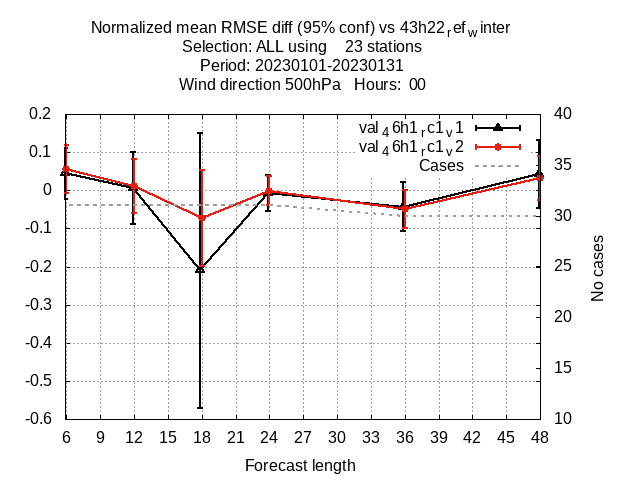 Normalized mean RMSE diff (95% conf) vs 43h22refwinter
Selection: ALL using 23 stations
Period: 20230101-20230131
Wind direction 500hPa Hours: 00
0.2 40
val46h1rc1v1
val46h1rc1v2
Cases
0.1 35
0
-0.1 30
-0.2 25
-0.3 20
-0.4 15
-0.5
-0.6 10
No cases
6 9 12 15 18 21 24 27 30 33 36 39 42 45 48
Forecast length